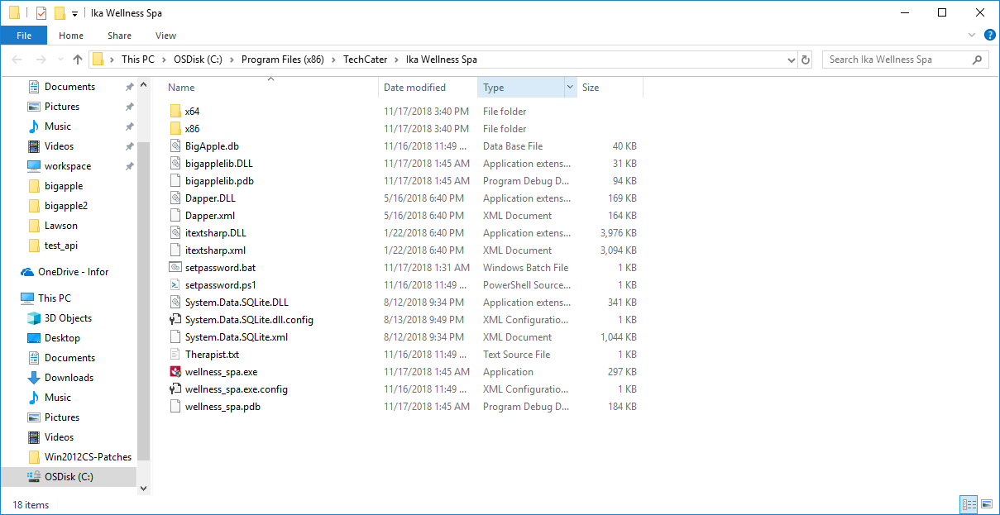 Ika Wellness Spa
File Home Share View
This PC OSDisk (C:) Program Files (x86) TechCater Ika Wellness Spa Search Ika Wellness Spa
Documents
Pictures
Music
Videos
workspace
bigapple
bigapple2
Lawson
test_api
OneDrive - Infor
This PC
3D Objects
Desktop
Documents
Downloads
Music
Pictures
Videos
Win2012CS-Patches
OSDisk (C:)
Name Date modified Type Size
x64 11/17/2018 3:40 PM File folder
x86 11/17/2018 3:40 PM File folder
BigApple.db 11/16/2018 11:49 ... Data Base File 40 KB
bigapplelib.DLL 11/17/2018 1:45 AM Application extens... 31 KB
bigapplelib.pdb 11/17/2018 1:45 AM Program Debug D... 94 KB
Dapper.DLL 5/16/2018 6:40 PM Application extens... 169 KB
Dapper.xml 5/16/2018 6:40 PM XML Document 164 KB
itextsharp.DLL 1/22/2018 6:40 PM Application extens... 3,976 KB
itextsharp.xml 1/22/2018 6:40 PM XML Document 3,094 KB
setpassword.bat 11/17/2018 1:31 AM Windows Batch File 1 KB
setpassword.ps1 11/16/2018 11:49 ... PowerShell Source... 1 KB
System.Data.SQLite.DLL 8/12/2018 9:34 PM Application extens... 341 KB
System.Data.SQLite.dll.config 8/13/2018 9:49 PM XML Configuratio... 1 KB
System.Data.SQLite.xml 8/12/2018 9:34 PM XML Document 1,044 KB
Therapist.txt 11/16/2018 11:49 ... Text Source File 1 KB
wellness_spa.exe 11/17/2018 1:45 AM Application 297 KB
wellness_spa.exe.config 11/16/2018 11:49 ... XML Configuratio... 1 KB
wellness_spa.pdb 11/17/2018 1:45 AM Program Debug D... 184 KB
18 items